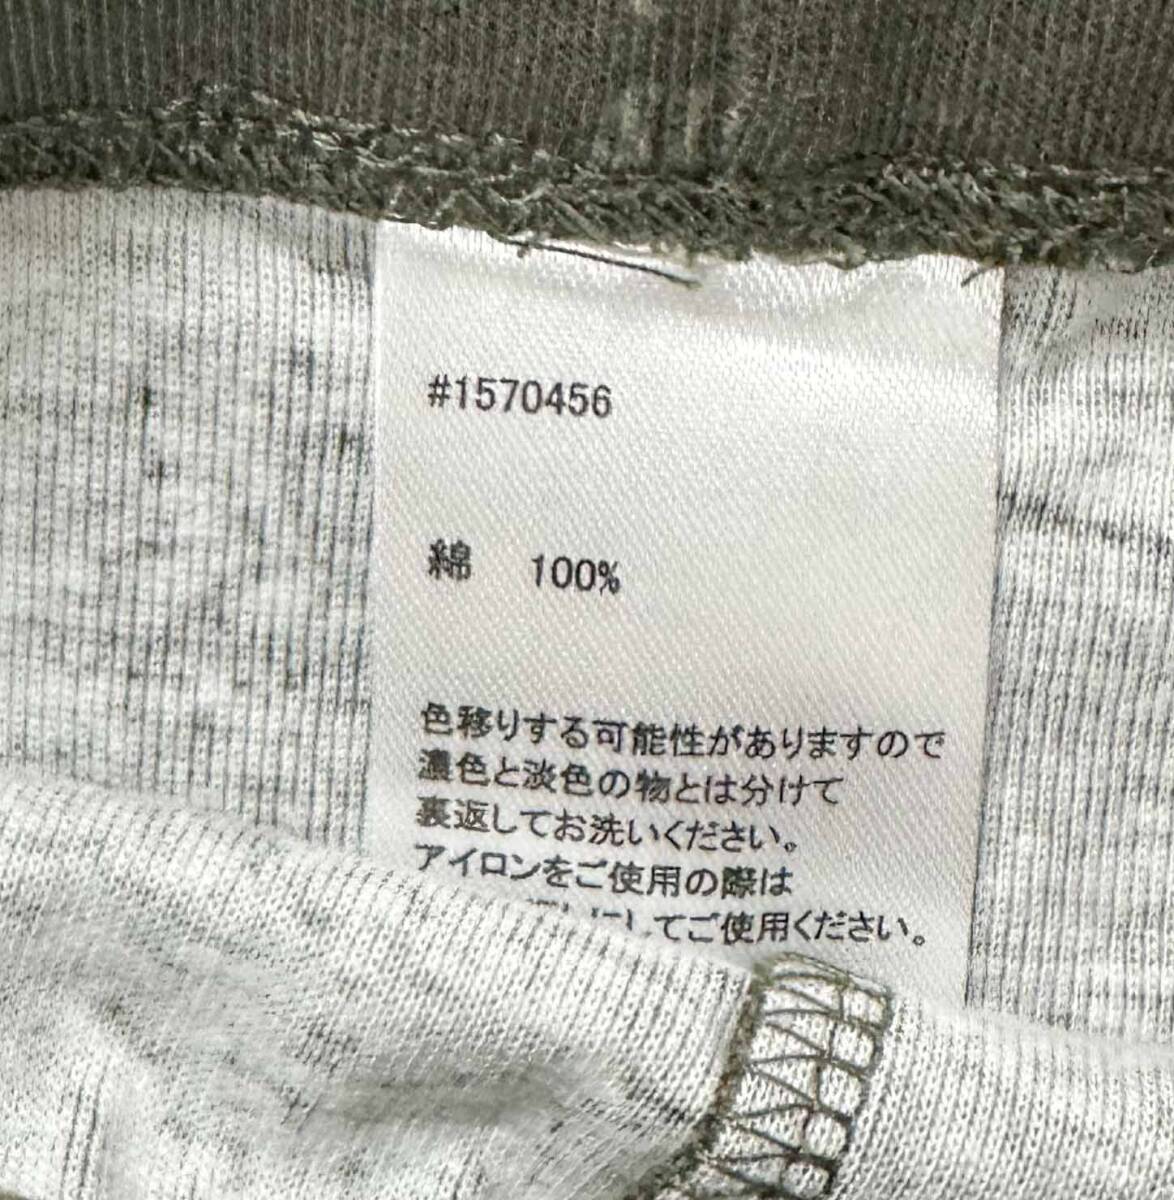 #1570456
綿 100%
色移りする可能性がありますので
濃色と淡色の物とは分けて
裏返してお洗いください。
アイロンをご使用の際は
してご使用ください。